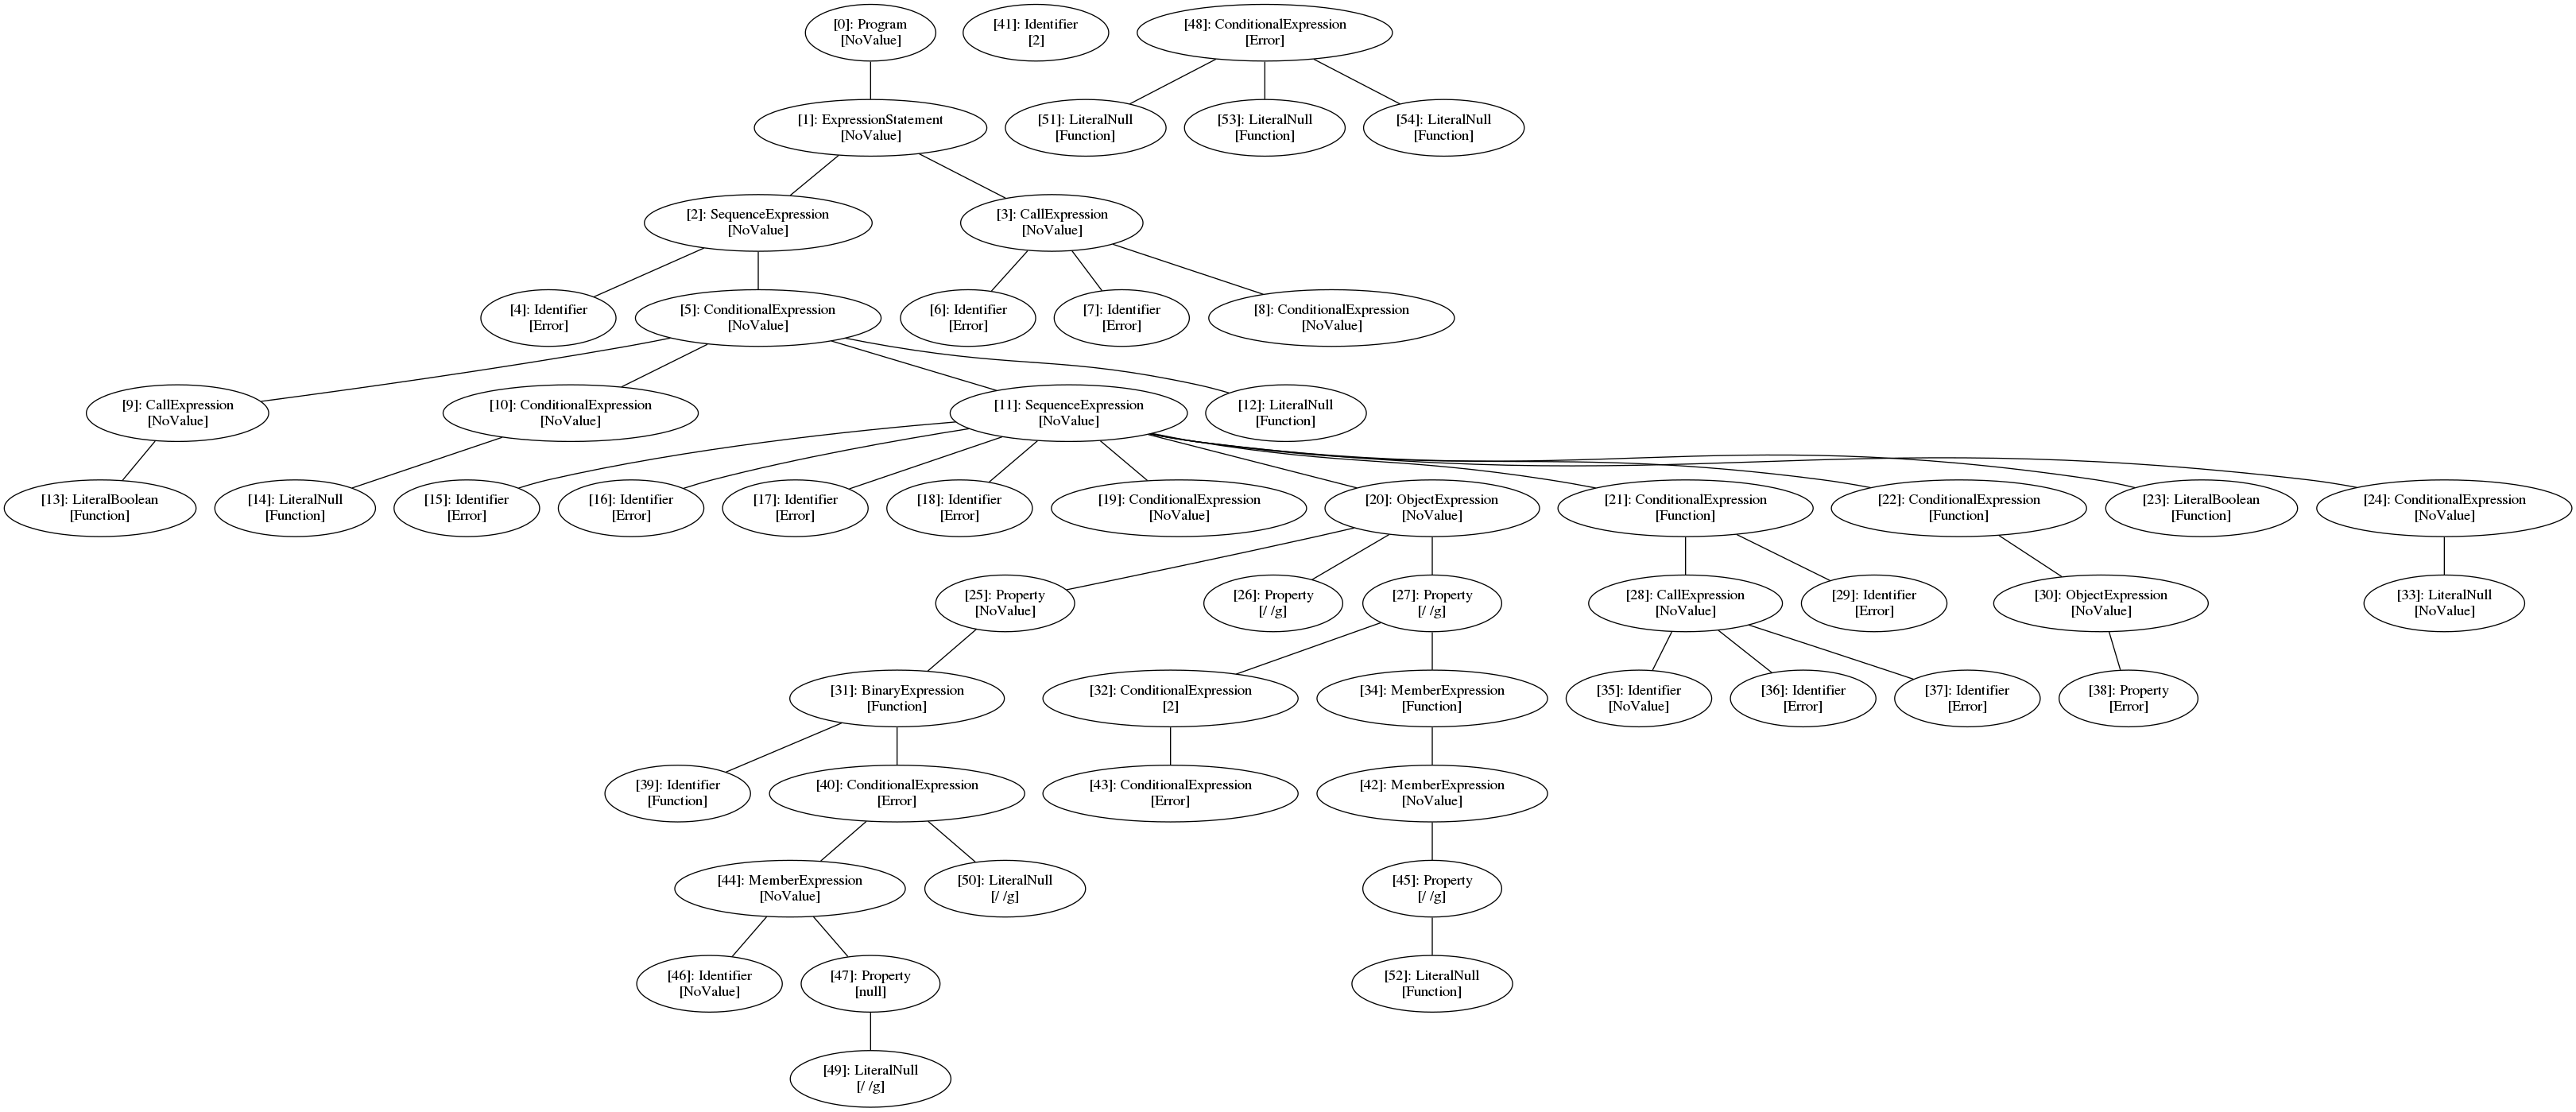 [0]: Program
[NoValue]
[41]: Identifier
[2]
[48]: ConditionalExpression
[Error]
[1]: ExpressionStatement
[NoValue]
[51]: LiteralNull
[Function]
[53]: LiteralNull
[Function]
[54]: LiteralNull
[Function]
[2]: SequenceExpression
[NoValue]
[3]: CallExpression
[NoValue]
[4]: Identifier
[Error]
[5]: ConditionalExpression
[NoValue]
[6]: Identifier
[Error]
[7]: Identifier
[Error]
[8]: ConditionalExpression
[NoValue]
[9]: CallExpression
[NoValue]
[10]: ConditionalExpression
[NoValue]
[11]: SequenceExpression
[NoValue]
[12]: LiteralNull
[Function]
[13]: LiteralBoolean
[Function]
[14]: LiteralNull
[Function]
[15]: Identifier
[Error]
[16]: Identifier
[Error]
[17]: Identifier
[Error]
[18]: Identifier
[Error]
[19]: ConditionalExpression
[NoValue]
[20]: ObjectExpression
[NoValue]
[21]: ConditionalExpression
[Function]
[22]: ConditionalExpression
[Function]
[23]: LiteralBoolean
[Function]
[24]: ConditionalExpression
[NoValue]
[25]: Property
[NoValue]
[26]: Property
[/ /g]
[27]: Property
[/ /g]
[28]: CallExpression
[NoValue]
[29]: Identifier
[Error]
[30]: ObjectExpression
[NoValue]
[33]: LiteralNull
[NoValue]
[31]: BinaryExpression
[Function]
[32]: ConditionalExpression
[2]
[34]: MemberExpression
[Function]
[35]: Identifier
[NoValue]
[36]: Identifier
[Error]
[37]: Identifier
[Error]
[38]: Property
[Error]
[39]: Identifier
[Function]
[40]: ConditionalExpression
[Error]
[43]: ConditionalExpression
[Error]
[42]: MemberExpression
[NoValue]
[44]: MemberExpression
[NoValue]
[50]: LiteralNull
[/ /g]
[45]: Property
[/ /g]
[46]: Identifier
[NoValue]
[47]: Property
[null]
[52]: LiteralNull
[Function]
[49]: LiteralNull
[/ /g]